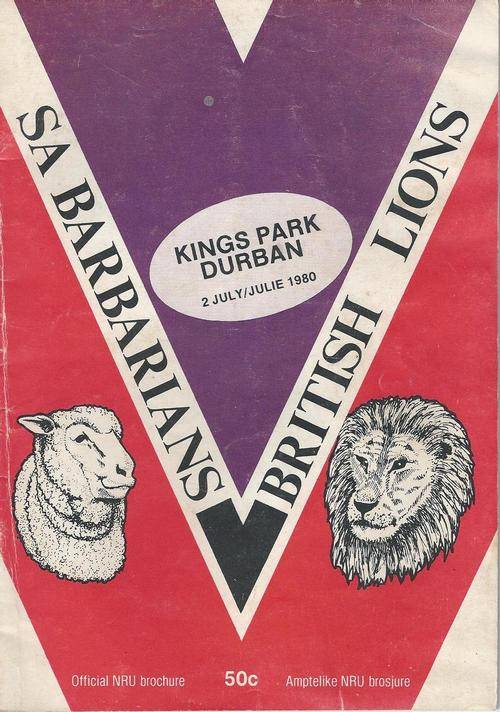 SA BARBARIANS
BRITISH LIONS
KINGS PARK
DURBAN
2 JULY/JULIE 1980
Official NRU brochure
50c
Amptelike NRU brosjure